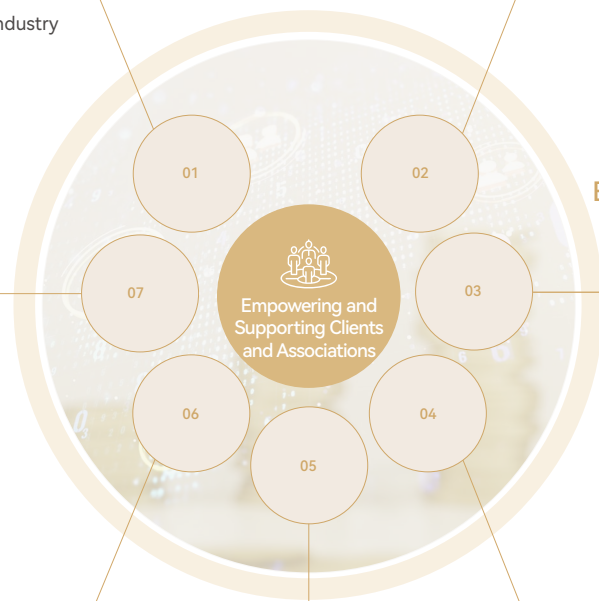 ndustry
01
02
07
03
Empowering and
Supporting Clients
and Associations
06
04
05